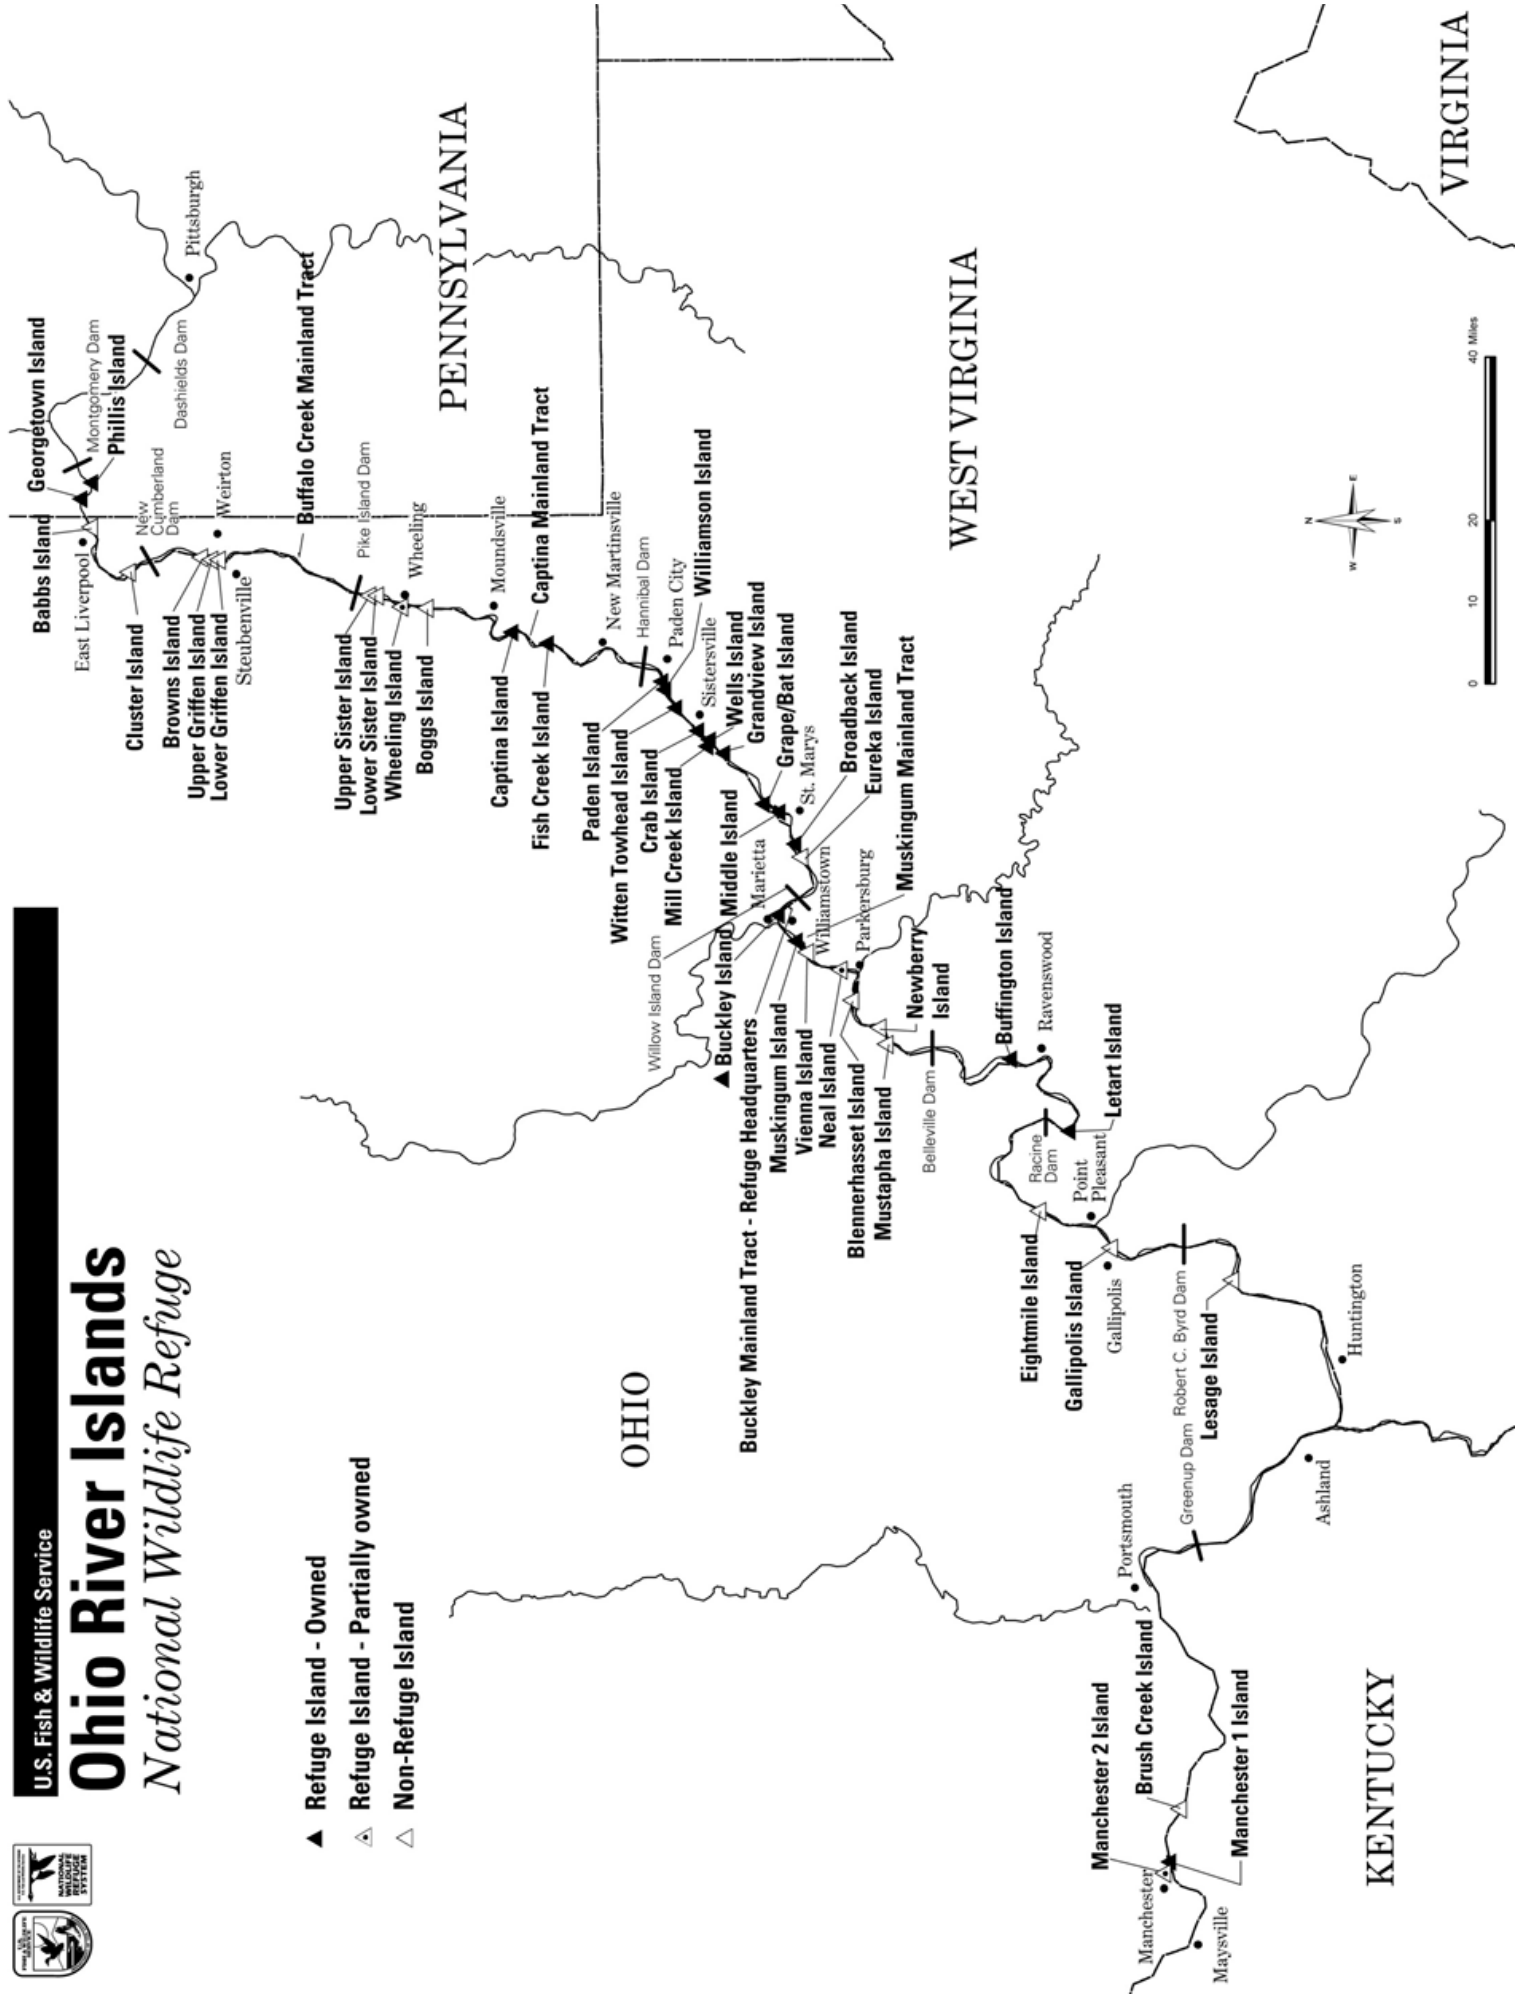 U.S. Fish & Wildlife Service
Ohio River Islands
National Wildlife Refuge
NATIONAL
WILDLIFE
REFUGE
SYSTEM
Refuge Island - Owned
Refuge Island - Partially owned
Non-Refuge Island
Georgetown Island
Montgomery Dam
Phillis Island
Dashields Dam
Pittsburgh
Babbs Island
East Liverpool
New
Cumberland
Dam
Weirton
Cluster Island
Browns Island
Upper Griffen Island
Lower Griffen Island
Steubenville
Buffalo Creek Mainland Tract
Pike Island Dam
Upper Sister Island
Lower Sister Island
Wheeling Island
Wheeling
Boggs Island
PENNSYLVANIA
Moundsville
Captina Island
Captina Mainland Tract
Fish Creek Island
New Martinsville
Hannibal Dam
Paden Island
Paden City
Williamson Island
Witten Towhead Island
Sistersville
Crab Island
Wells Island
Mill Creek Island
Grandview Island
Middle Island
Grape/Bat Island
St. Marys
Broadback Island
Eureka Island
Willow Island Dam
Marietta
Williamstown
Muskingum Mainland Tract
Buckley Island
Buckley Mainland Tract - Refuge Headquarters
Muskingum Island
Vienna Island
Neal Island
Parkersburg
Blennerhasset Island
Mustapha Island
Newberry
Island
Belleville Dam
Buffington Island
Ravenswood
Letart Island
Racine
Dam
Point
Pleasant
Eightmile Island
Gallipolis Island
Gallipolis
Robert C. Byrd Dam
Lesage Island
Huntington
Ashland
Greenup Dam
Portsmouth
Brush Creek Island
Manchester 2 Island
Manchester 1 Island
Manchester
Maysville
OHIO
WEST VIRGINIA
VIRGINIA
KENTUCKY
N
W
E
S
0
10
20
40 Miles